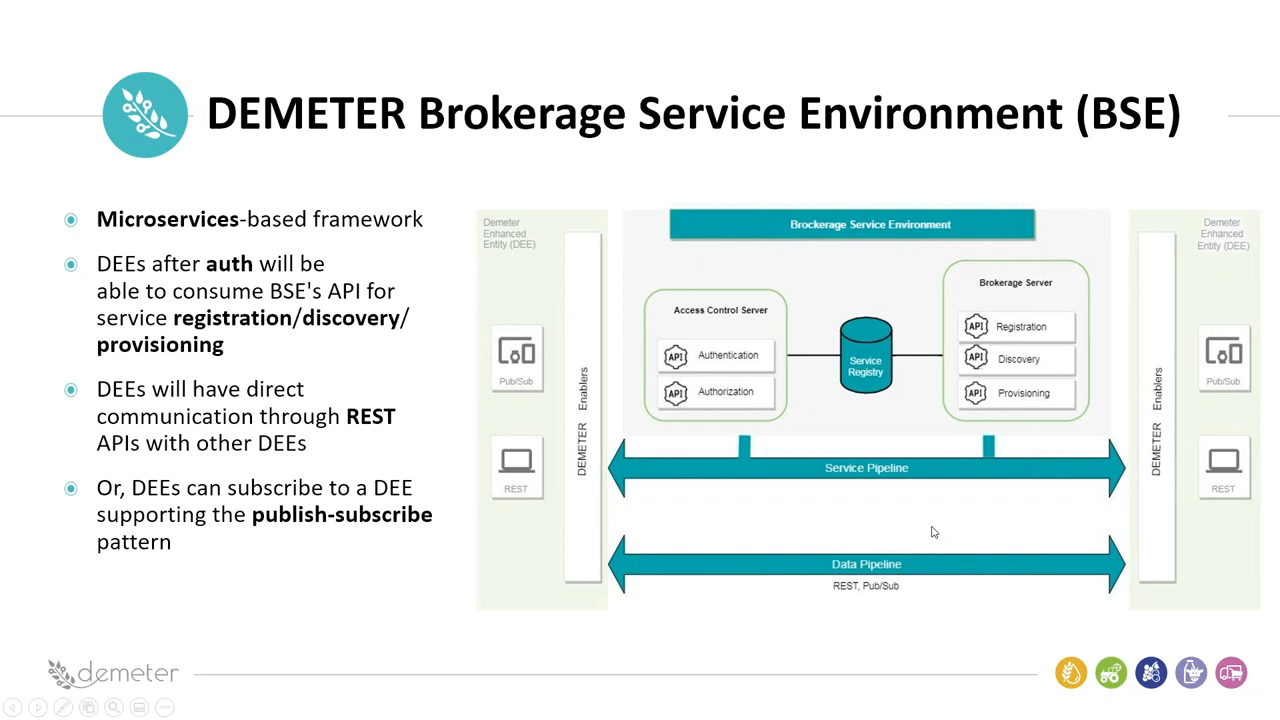 DEMETER Brokerage Service Environment (BSE)
Microservices-based framework
DEEs after auth will be
able to consume BSE's API for
service registration/discovery/
provisioning
DEEs will have direct
communication through REST
APIs with other DEEs
Or, DEEs can subscribe to a DEE
supporting the publish-subscribe
pattern
Demeter
Enhanced
Entity (DEE)
Pub/Sub
REST
DEMETER Enablers
Brockerage Service Environment
Access Control Server
API Authentication
API Authorization
Service
Registry
Brokerage Server
API Registration
API Discovery
API Provisioning
Service Pipeline
Data Pipeline
REST, Pub/Sub
DEMETER Enablers
Demeter
Enhanced
Entity (DEE)
Pub/Sub
REST
demeter